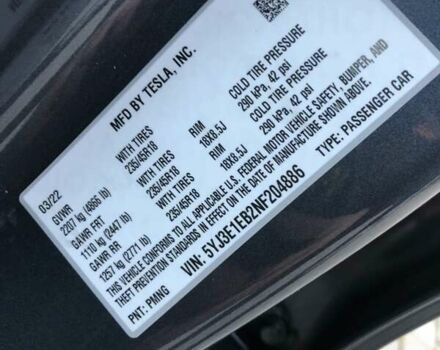 MFD BY TESLA, INC.
03/22
GVWR
2207 kg (4866 lb)
GAWR FRT WITH TIRES RIM COLD TIRE PRESSURE
1110 kg (2447 lb) 235/45R18 18X8.5J 290 kPa, 42 psi
GAWR RR WITH TIRES RIM COLD TIRE PRESSURE
1257 kg (2771 lb) 235/45R18 18X8.5J 290 kPa, 42 psi
THIS VEHICLE CONFORMS TO ALL APPLICABLE U.S. FEDERAL MOTOR VEHICLE SAFETY, BUMPER, AND
THEFT PREVENTION STANDARDS IN EFFECT ON THE DATE OF MANUFACTURE SHOWN ABOVE.
VIN: 5YJ3E1EB2NF204886 TYPE: PASSENGER CAR
PNT: PMNG